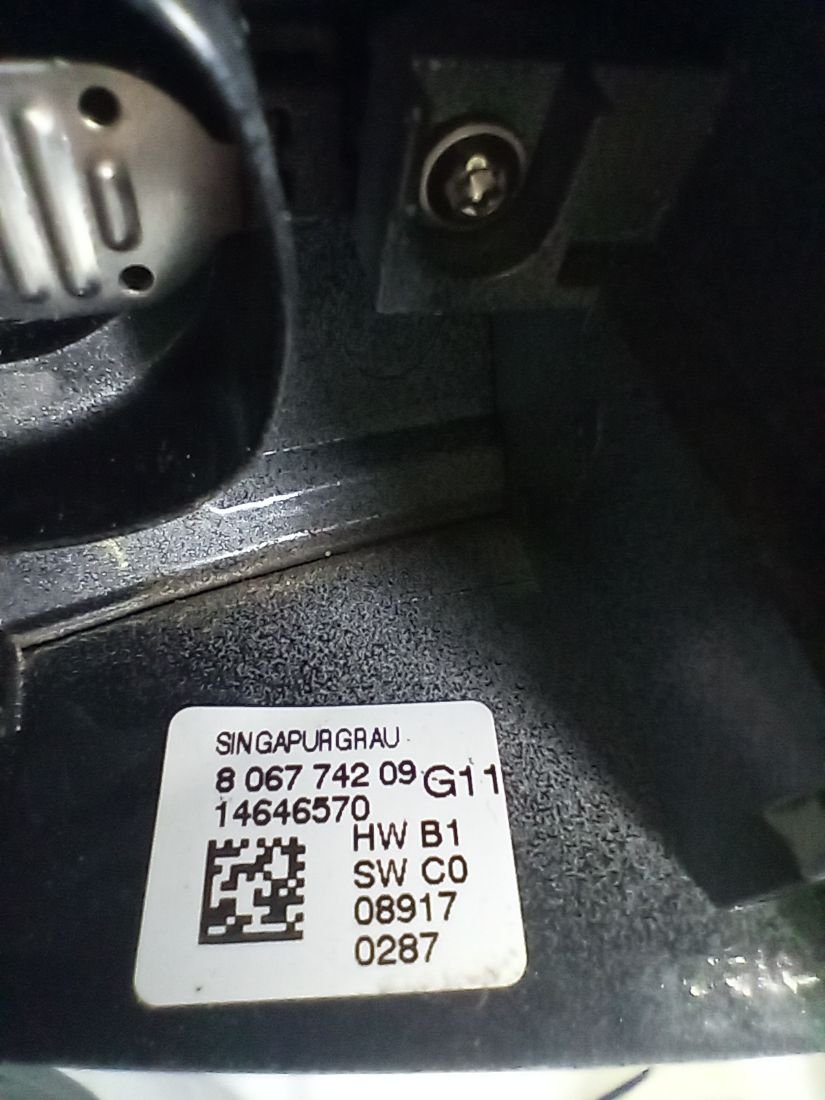 SINGAPURGRAU
8 067 742 09 G11
14646570
HW B1
SW C0
08917
0287